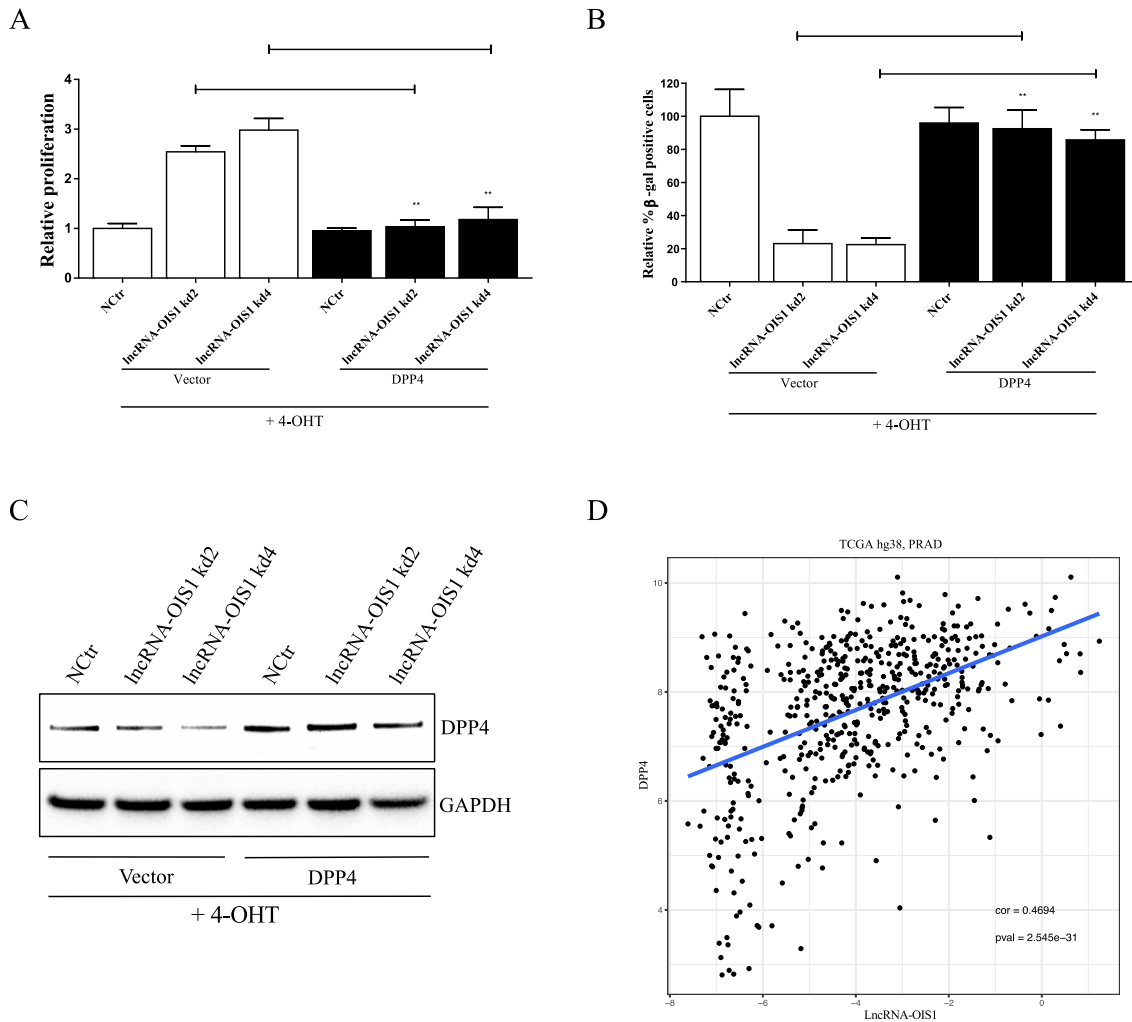 A
Relative proliferation
4
3
2
1
0
**
**
NCtr
lncRNA-OIS1 kd2
lncRNA-OIS1 kd4
lncRNA-OIS1 kd2
lncRNA-OIS1 kd4
Vector
DPP4
+ 4-OHT
B
Relative % β-gal positive cells
120
100
80
60
40
20
0
**
**
NCtr
lncRNA-OIS1 kd2
lncRNA-OIS1 kd4
NCtr
lncRNA-OIS1 kd2
lncRNA-OIS1 kd4
Vector
DPP4
+ 4-OHT
C
NCtr
lncRNA-OIS1 kd2
lncRNA-OIS1 kd4
NCtr
lncRNA-OIS1 kd2
lncRNA-OIS1 kd4
DPP4
GAPDH
Vector
DPP4
+ 4-OHT
D
TCGA hg38, PRAD
DPP4
10
8
6
4
cor = 0.4694
pval = 2.545e−31
−8
−6
−4
−2
0
LncRNA-OIS1